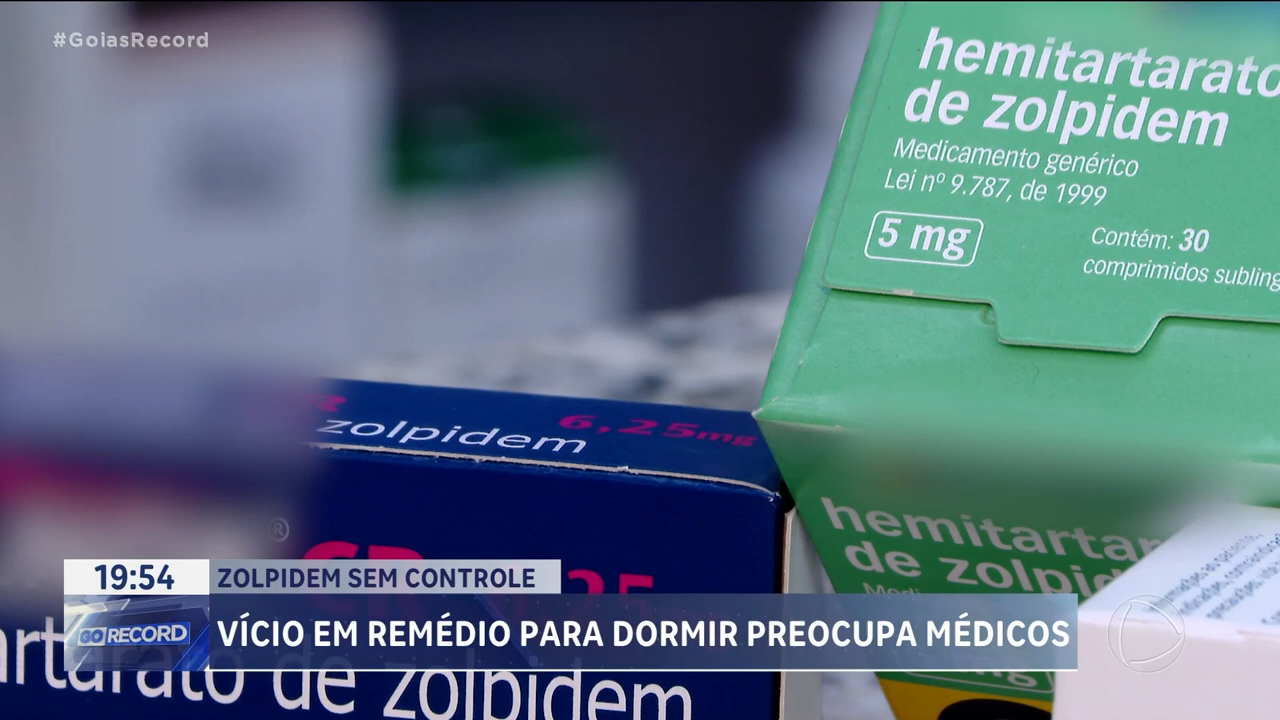 #GoiasRecord
hemitartarato
de zolpidem
Medicamento genérico
Lei nº 9.787, de 1999
5 mg
Contém: 30
comprimidos subling
zolpidem
6,25mg
®
hemitartar
de zolpid
19:54
ZOLPIDEM SEM CONTROLE
GO RECORD
VÍCIO EM REMÉDIO PARA DORMIR PREOCUPA MÉDICOS
de zolpidem